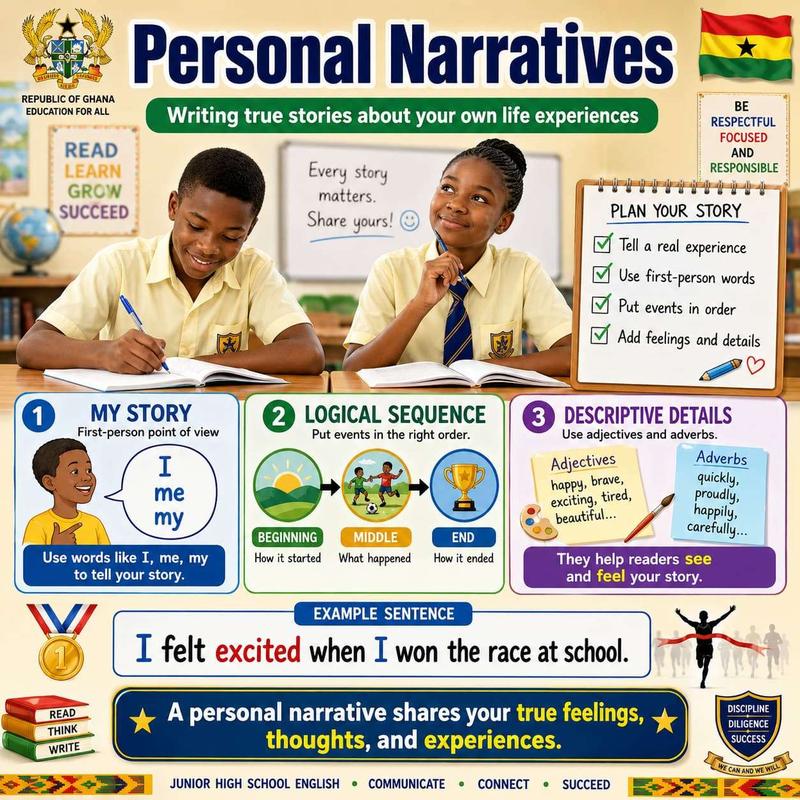 Personal Narratives
REPUBLIC OF GHANA
EDUCATION FOR ALL
Writing true stories about your own life experiences
READ
LEARN
GROW
SUCCEED
Every story
matters.
Share yours!
BE
RESPECTFUL
FOCUSED
AND
RESPONSIBLE
PLAN YOUR STORY
Tell a real experience
Use first-person words
Put events in order
Add feelings and details
1 MY STORY
First-person point of view
I
me
my
Use words like I, me, my
to tell your story.
2 LOGICAL SEQUENCE
Put events in the right order.
BEGINNING
How it started
MIDDLE
What happened
END
How it ended
3 DESCRIPTIVE DETAILS
Use adjectives and adverbs.
Adjectives
happy, brave,
exciting, tired,
beautiful...
Adverbs
quickly,
proudly,
happily,
carefully...
They help readers see
and feel your story.
1
EXAMPLE SENTENCE
I felt excited when I won the race at school.
READ
THINK
WRITE
A personal narrative shares your true feelings,
thoughts, and experiences.
DISCIPLINE
DILIGENCE
SUCCESS
WE CAN AND WE WILL
JUNIOR HIGH SCHOOL ENGLISH • COMMUNICATE • CONNECT • SUCCEED